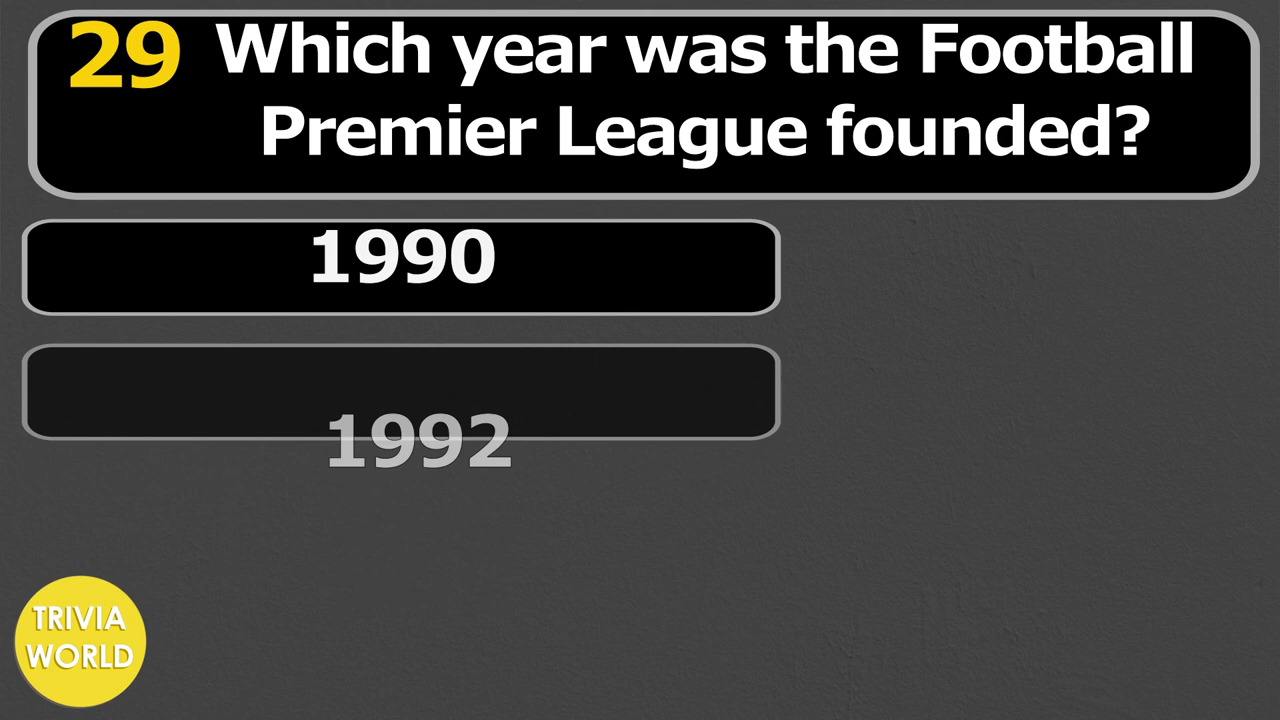 29 Which year was the Football
Premier League founded?
1990
1992
TRIVIA
WORLD